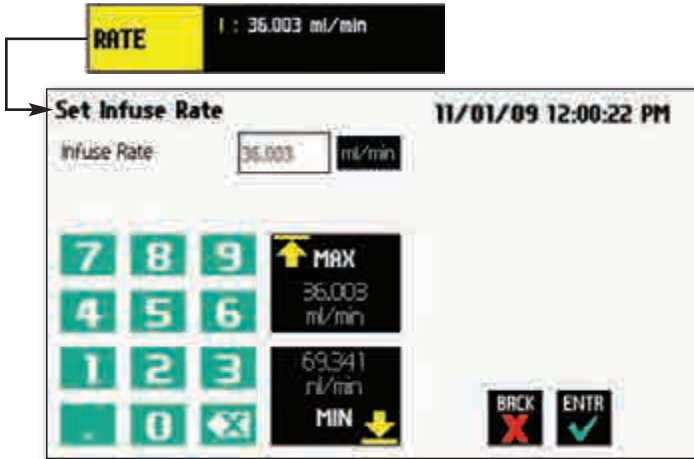 RATE
I : 36.003 ml/min
Set Infuse Rate
11/01/09 12:00:22 PM
Infuse Rate
36.003
ml/min
7 8 9
MAX
36.003
ml/min
4 5 6
1 2 3
69.341
nl/min
MIN
. 0
BACK
ENTR